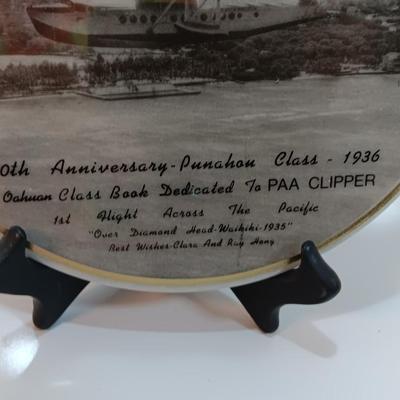 0th Anniversary-Punahou Class - 1936
Oahuan Class Book Dedicated To PAA CLIPPER
1st Flight Across The Pacific
"Over Diamond Head-Waikiki-1935"
Best Wishes-Clara And Ray Hong